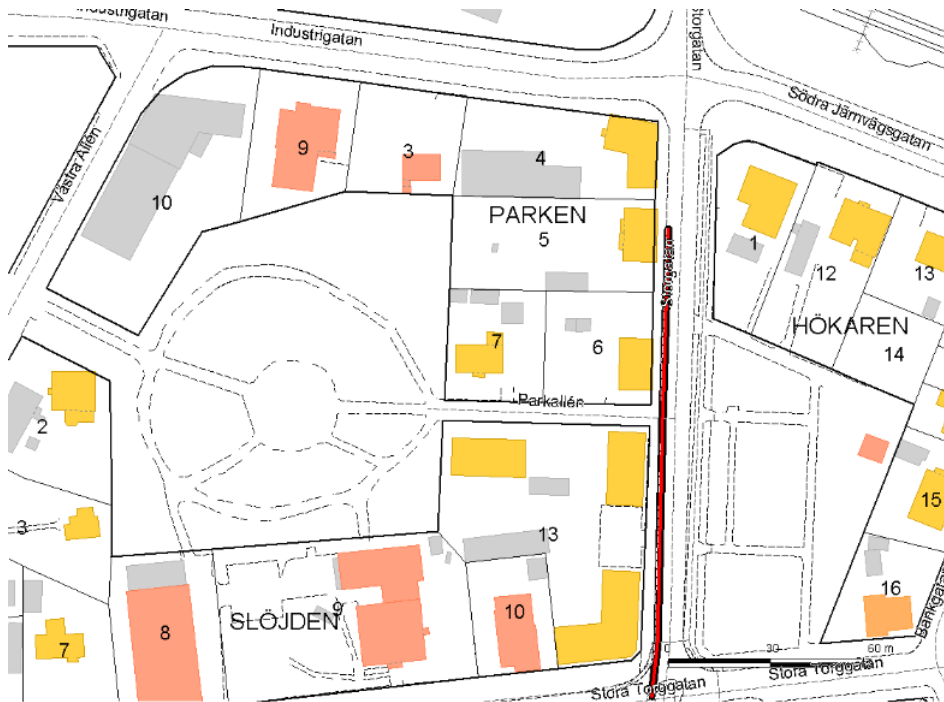 Industrigatan
Industrigatan
Storgatan
Södra Järnvägsgatan
Västra Allén
9
3
4
10
PARKEN
5
1
12
13
Storgatan
HÖKAREN
14
7
6
Parkallén
2
3
15
13
16
SLÖJDEN
9
10
8
7
Bankgatan
0 30 60 m
Stora Torggatan
Stora Torggatan